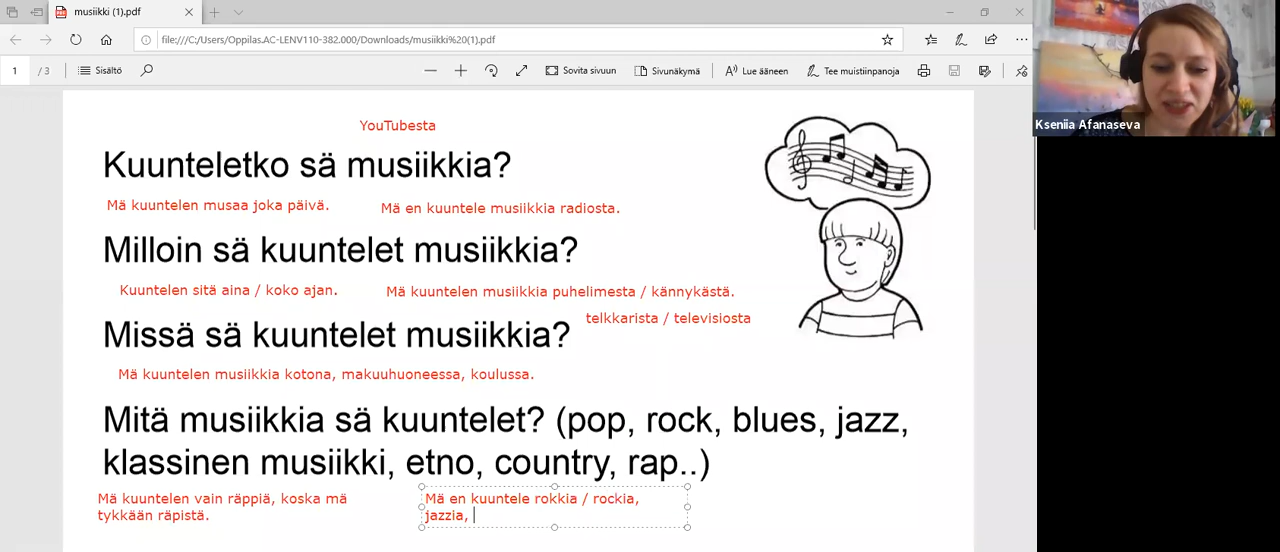 musiikki (1).pdf
file:///C:/Users/Oppilas.AC-LENV110-382.000/Downloads/musiikki%20(1).pdf
1 / 3
Sisältö
Sovita sivuun
Sivunäkymä
Lue ääneen
Tee muistiinpanoja
Kseniia Afanaseva
YouTubesta
Kuunteletko sä musiikkia?
Mä kuuntelen musaa joka päivä.
Mä en kuuntele musiikkia radiosta.
Milloin sä kuuntelet musiikkia?
Kuuntelen sitä aina / koko ajan.
Mä kuuntelen musiikkia puhelimesta / kännykästä.
telkkarista / televisiosta
Missä sä kuuntelet musiikkia?
Mä kuuntelen musiikkia kotona, makuuhuoneessa, koulussa.
Mitä musiikkia sä kuuntelet? (pop, rock, blues, jazz,
klassinen musiikki, etno, country, rap..)
Mä kuuntelen vain räppiä, koska mä
tykkään räpistä.
Mä en kuuntele rokkia / rockia,
jazzia,